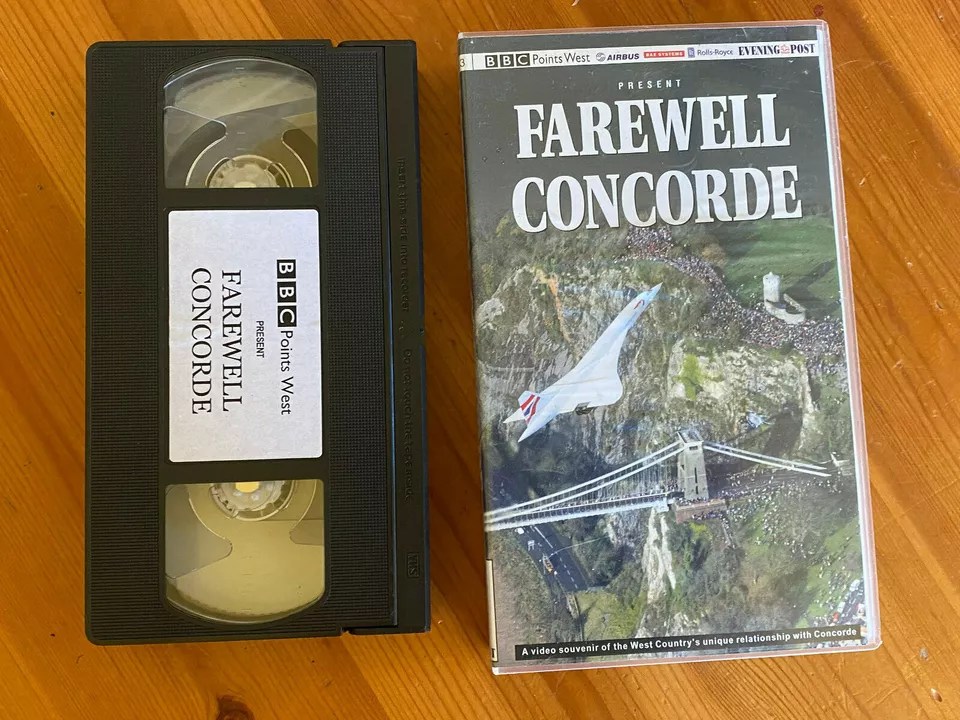 BBC Points West
PRESENT
FAREWELL
CONCORDE
VHS
BBC Points West AIRBUS BAE SYSTEMS Rolls-Royce EVENING POST
PRESENT
FAREWELL
CONCORDE
A video souvenir of the West Country's unique relationship with Concorde